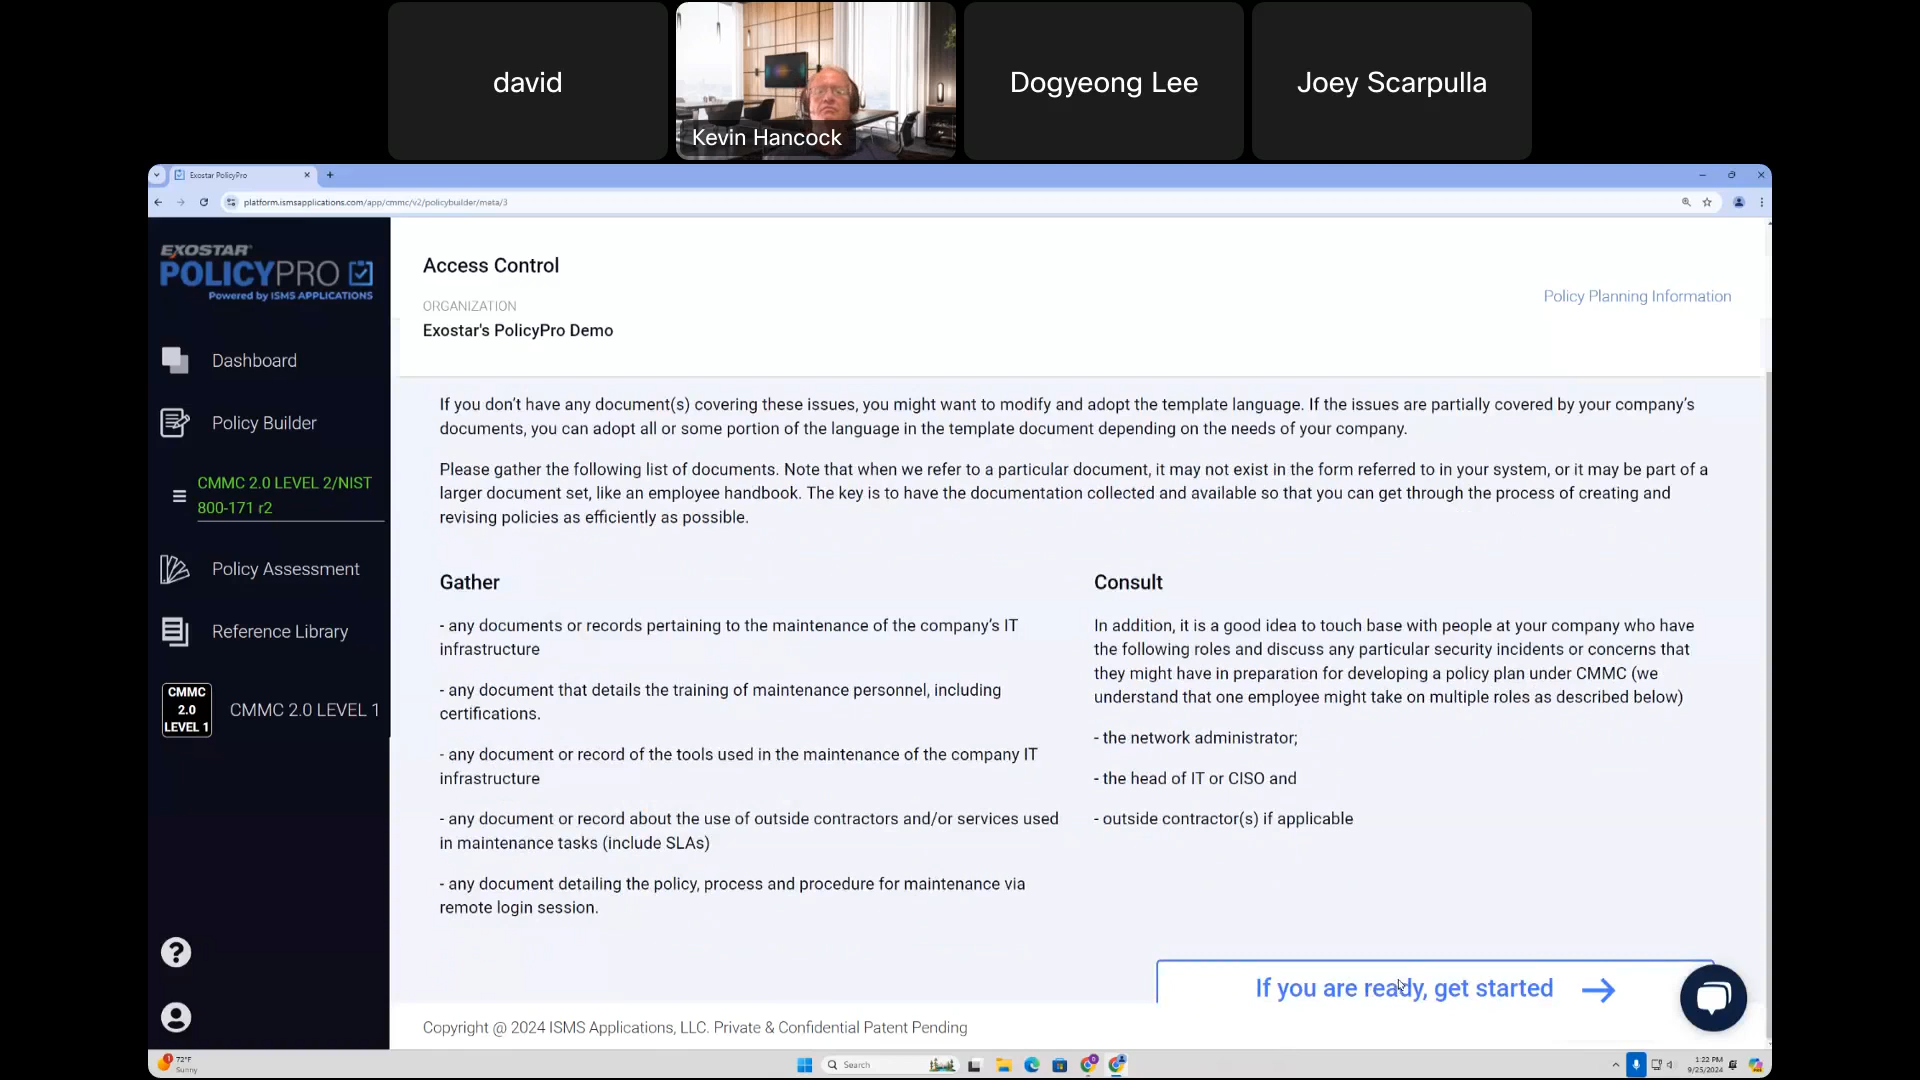 david
Kevin Hancock
Dogyeong Lee
Joey Scarpulla
Exostar PolicyPro
platform.ismsapplications.com/app/cmmc/v2/policybuilder/meta/3
EXOSTAR
POLICYPRO
Powered by ISMS APPLICATIONS
Dashboard
Policy Builder
CMMC 2.0 LEVEL 2/NIST
800-171 r2
Policy Assessment
Reference Library
CMMC
2.0
LEVEL 1
CMMC 2.0 LEVEL 1
Access Control
ORGANIZATION
Exostar's PolicyPro Demo
Policy Planning Information
If you don’t have any document(s) covering these issues, you might want to modify and adopt the template language. If the issues are partially covered by your company’s
documents, you can adopt all or some portion of the language in the template document depending on the needs of your company.
Please gather the following list of documents. Note that when we refer to a particular document, it may not exist in the form referred to in your system, or it may be part of a
larger document set, like an employee handbook. The key is to have the documentation collected and available so that you can get through the process of creating and
revising policies as efficiently as possible.
Gather
- any documents or records pertaining to the maintenance of the company’s IT
infrastructure
- any document that details the training of maintenance personnel, including
certifications.
- any document or record of the tools used in the maintenance of the company IT
infrastructure
- any document or record about the use of outside contractors and/or services used
in maintenance tasks (include SLAs)
- any document detailing the policy, process and procedure for maintenance via
remote login session.
Consult
In addition, it is a good idea to touch base with people at your company who have
the following roles and discuss any particular security incidents or concerns that
they might have in preparation for developing a policy plan under CMMC (we
understand that one employee might take on multiple roles as described below)
- the network administrator;
- the head of IT or CISO and
- outside contractor(s) if applicable
If you are ready, get started
Copyright @ 2024 ISMS Applications, LLC. Private & Confidential Patent Pending
1
72°F
Sunny
Search
1:22 PM
9/25/2024